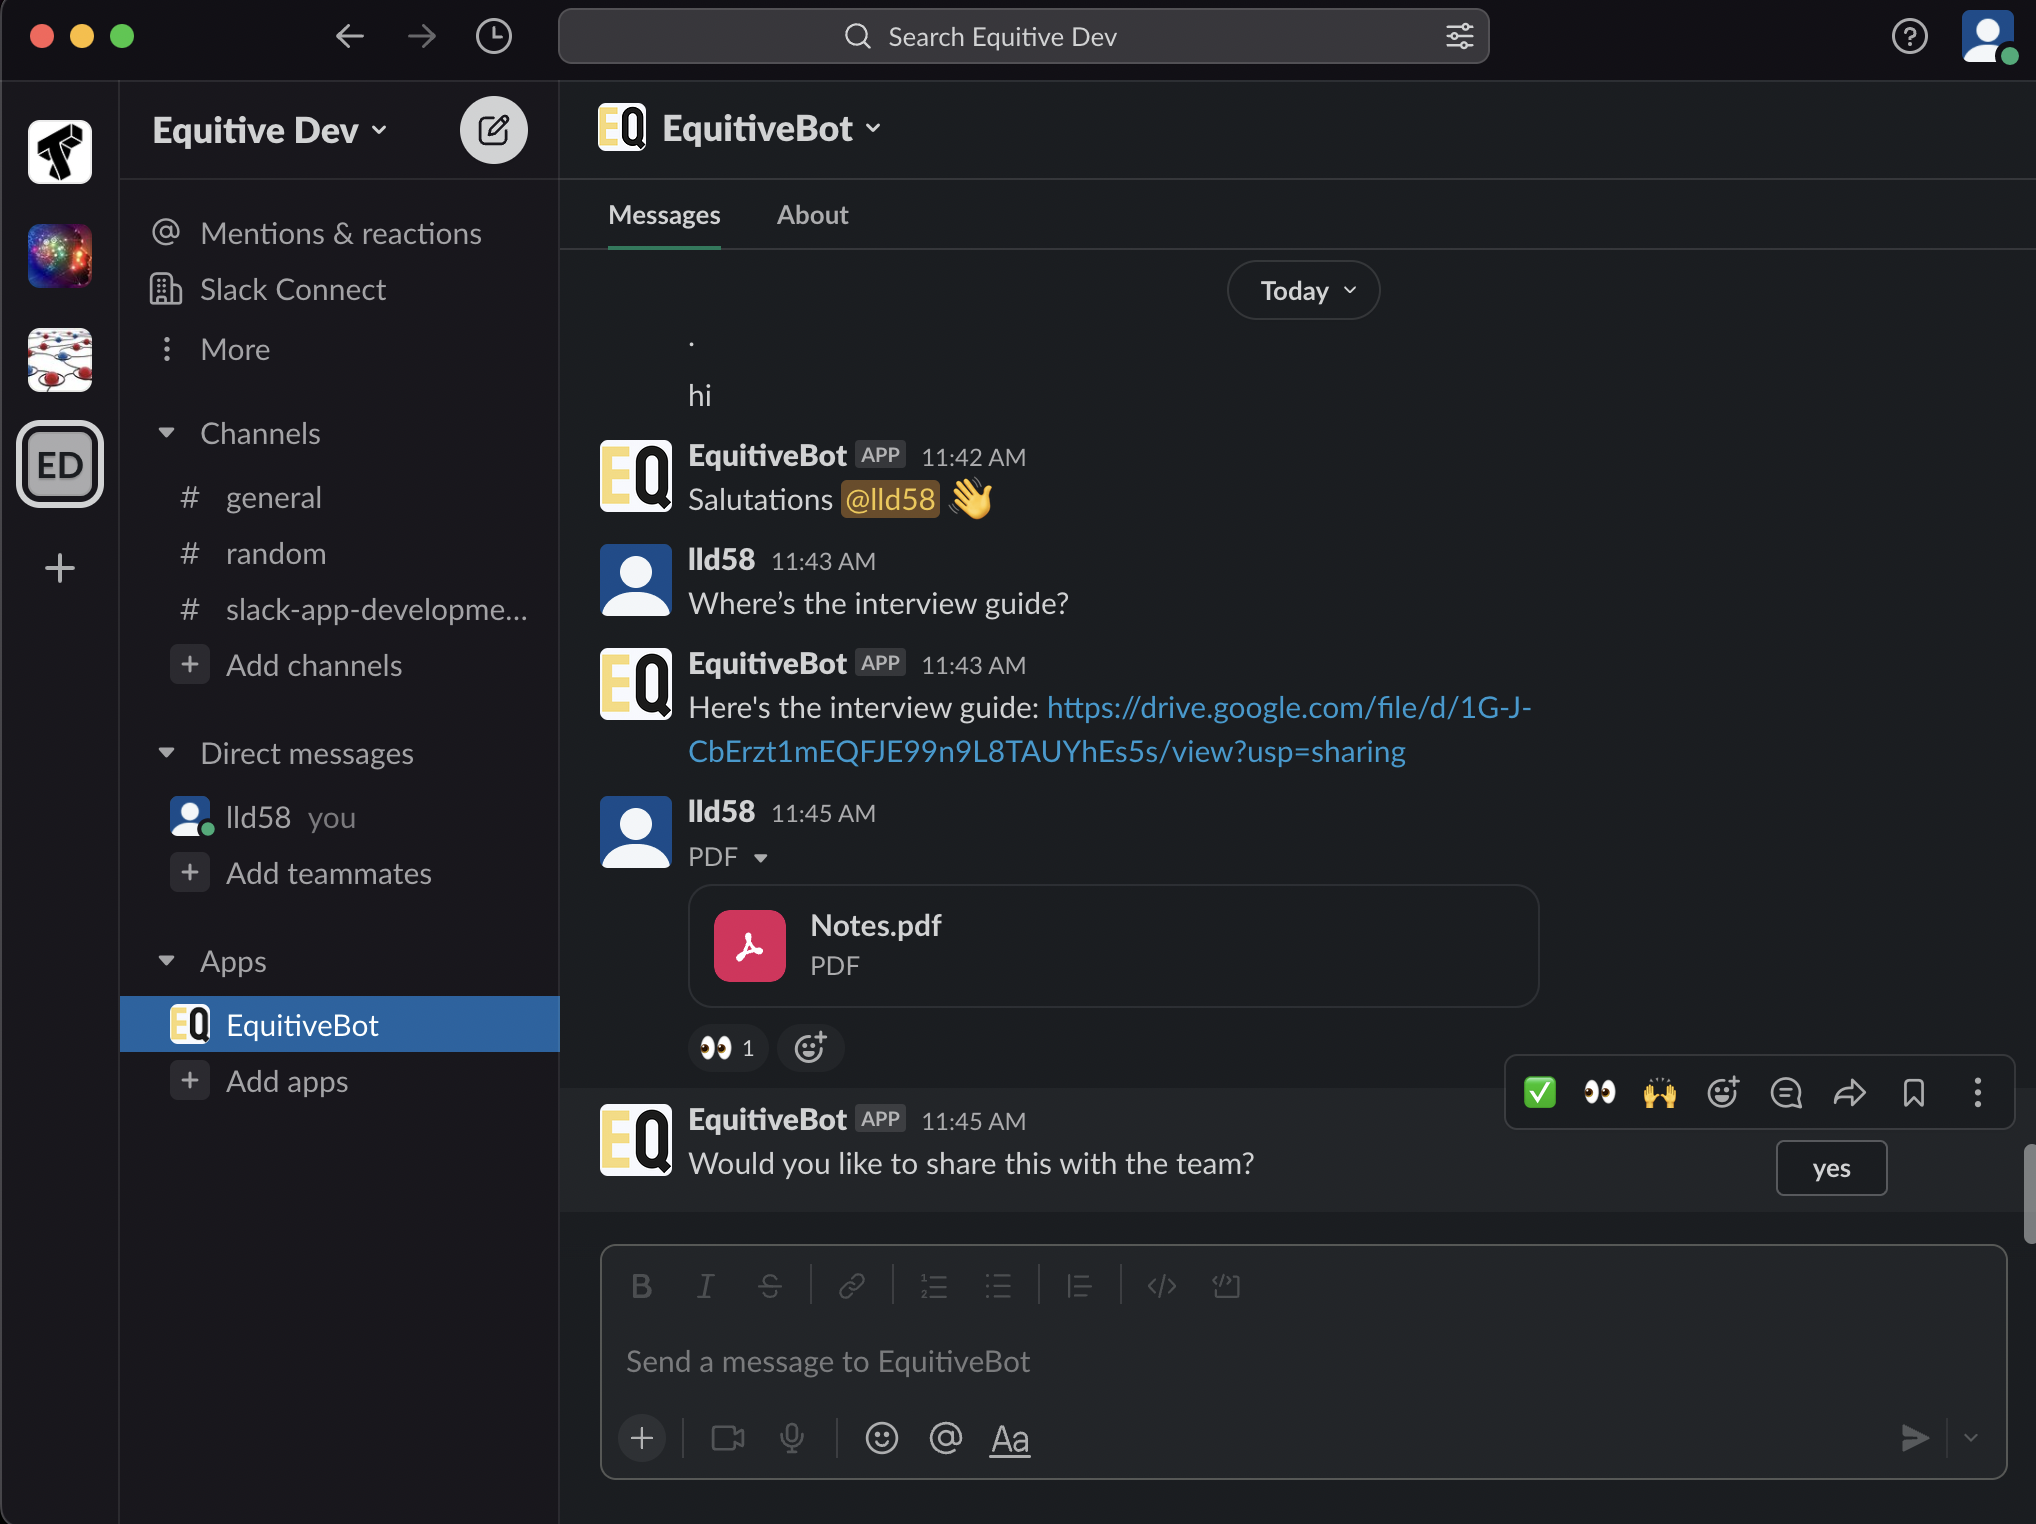 Search Equitive Dev
Equitive Dev
ED
Mentions & reactions
Slack Connect
More
Channels
# general
# random
# slack-app-developme...
+ Add channels
Direct messages
lld58 you
+ Add teammates
Apps
EQ EquitiveBot
+ Add apps
EQ EquitiveBot
Messages About
Today
.
hi
EQ EquitiveBot APP 11:42 AM
Salutations @lld58 👋
lld58 11:43 AM
Where’s the interview guide?
EQ EquitiveBot APP 11:43 AM
Here's the interview guide: https://drive.google.com/file/d/1G-J-
CbErzt1mEQFJE99n9L8TAUYhEs5s/view?usp=sharing
lld58 11:45 AM
PDF
Notes.pdf
PDF
👀 1
EQ EquitiveBot APP 11:45 AM
Would you like to share this with the team?
yes
B I S
Send a message to EquitiveBot
Aa